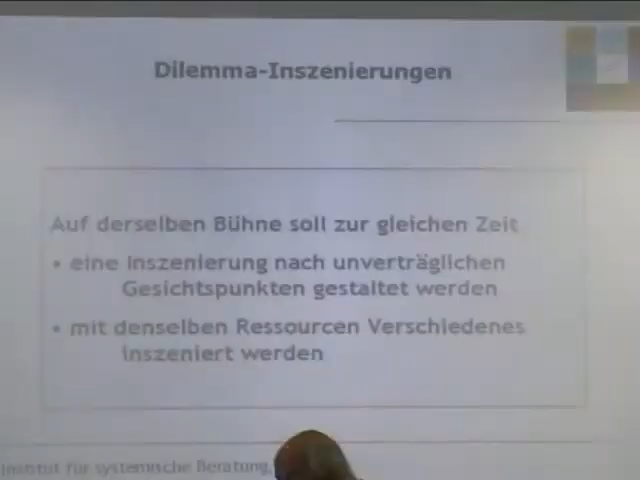 Dilemma-Inszenierungen
Auf derselben Bühne soll zur gleichen Zeit
• eine Inszenierung nach unverträglichen
Gesichtspunkten gestaltet werden
• mit denselben Ressourcen Verschiedenes
inszeniert werden
Institut für systemische Beratung,